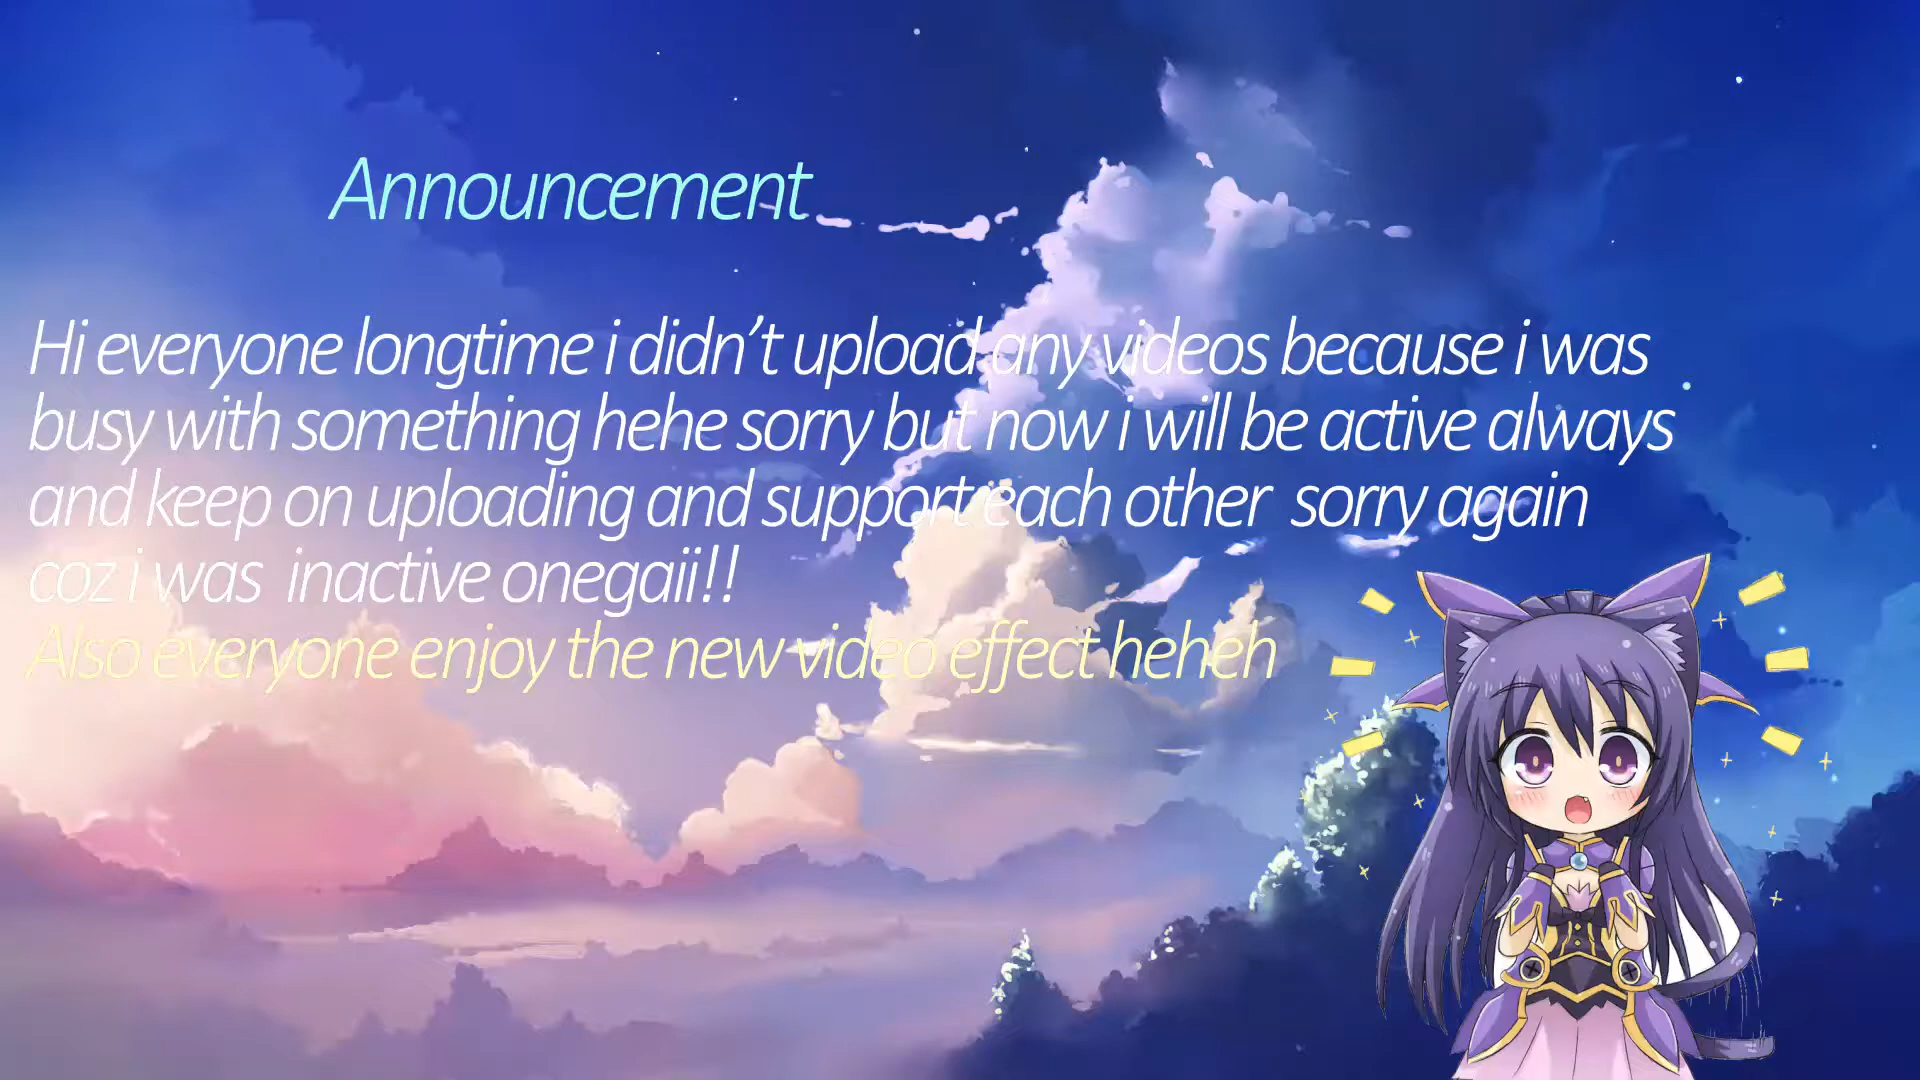 Announcement
Hi everyone longtime i didn't upload any videos because i was
busy with something hehe sorry but now i will be active always
and keep on uploading and support each other  sorry again
coz i was  inactive onegaii!!
Also everyone enjoy the new video effect heheh